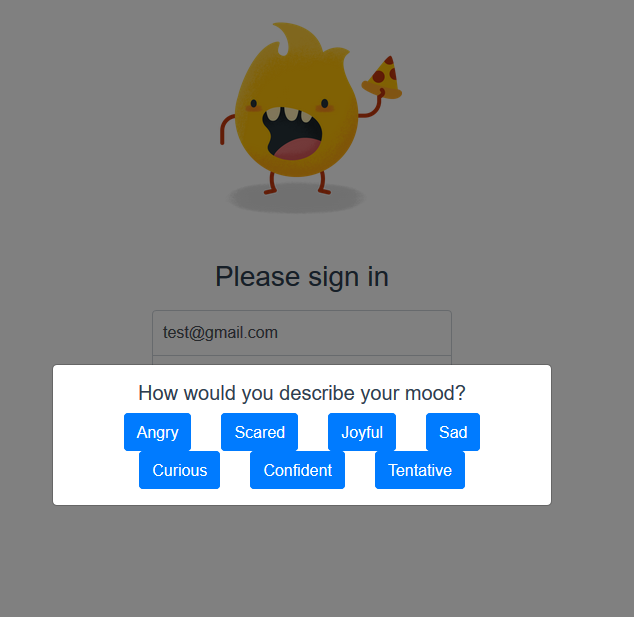 Please sign in
test@gmail.com
How would you describe your mood?
Angry Scared Joyful Sad
Curious Confident Tentative